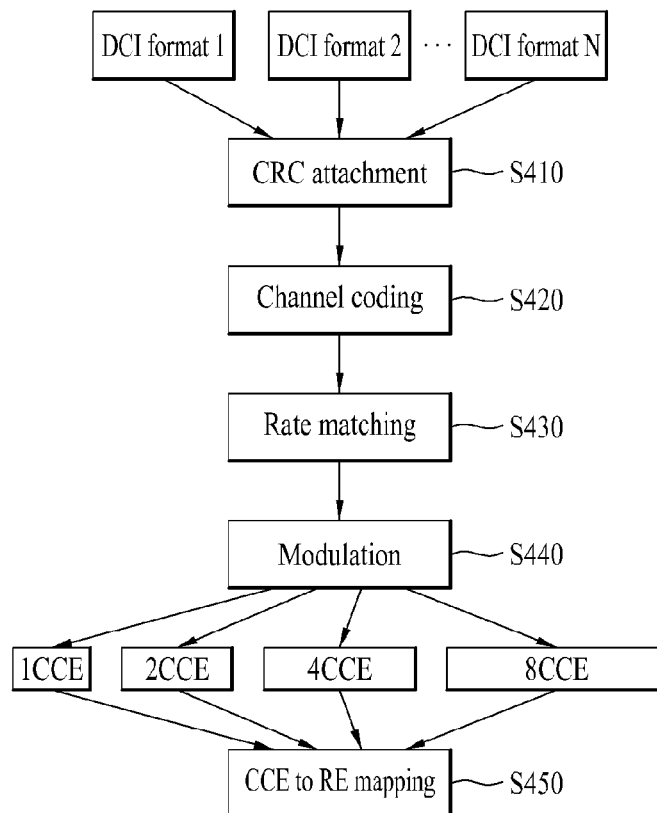 DCI format 1
DCI format 2
...
DCI format N
CRC attachment
S410
Channel coding
S420
Rate matching
S430
Modulation
S440
1CCE
2CCE
4CCE
8CCE
CCE to RE mapping
S450